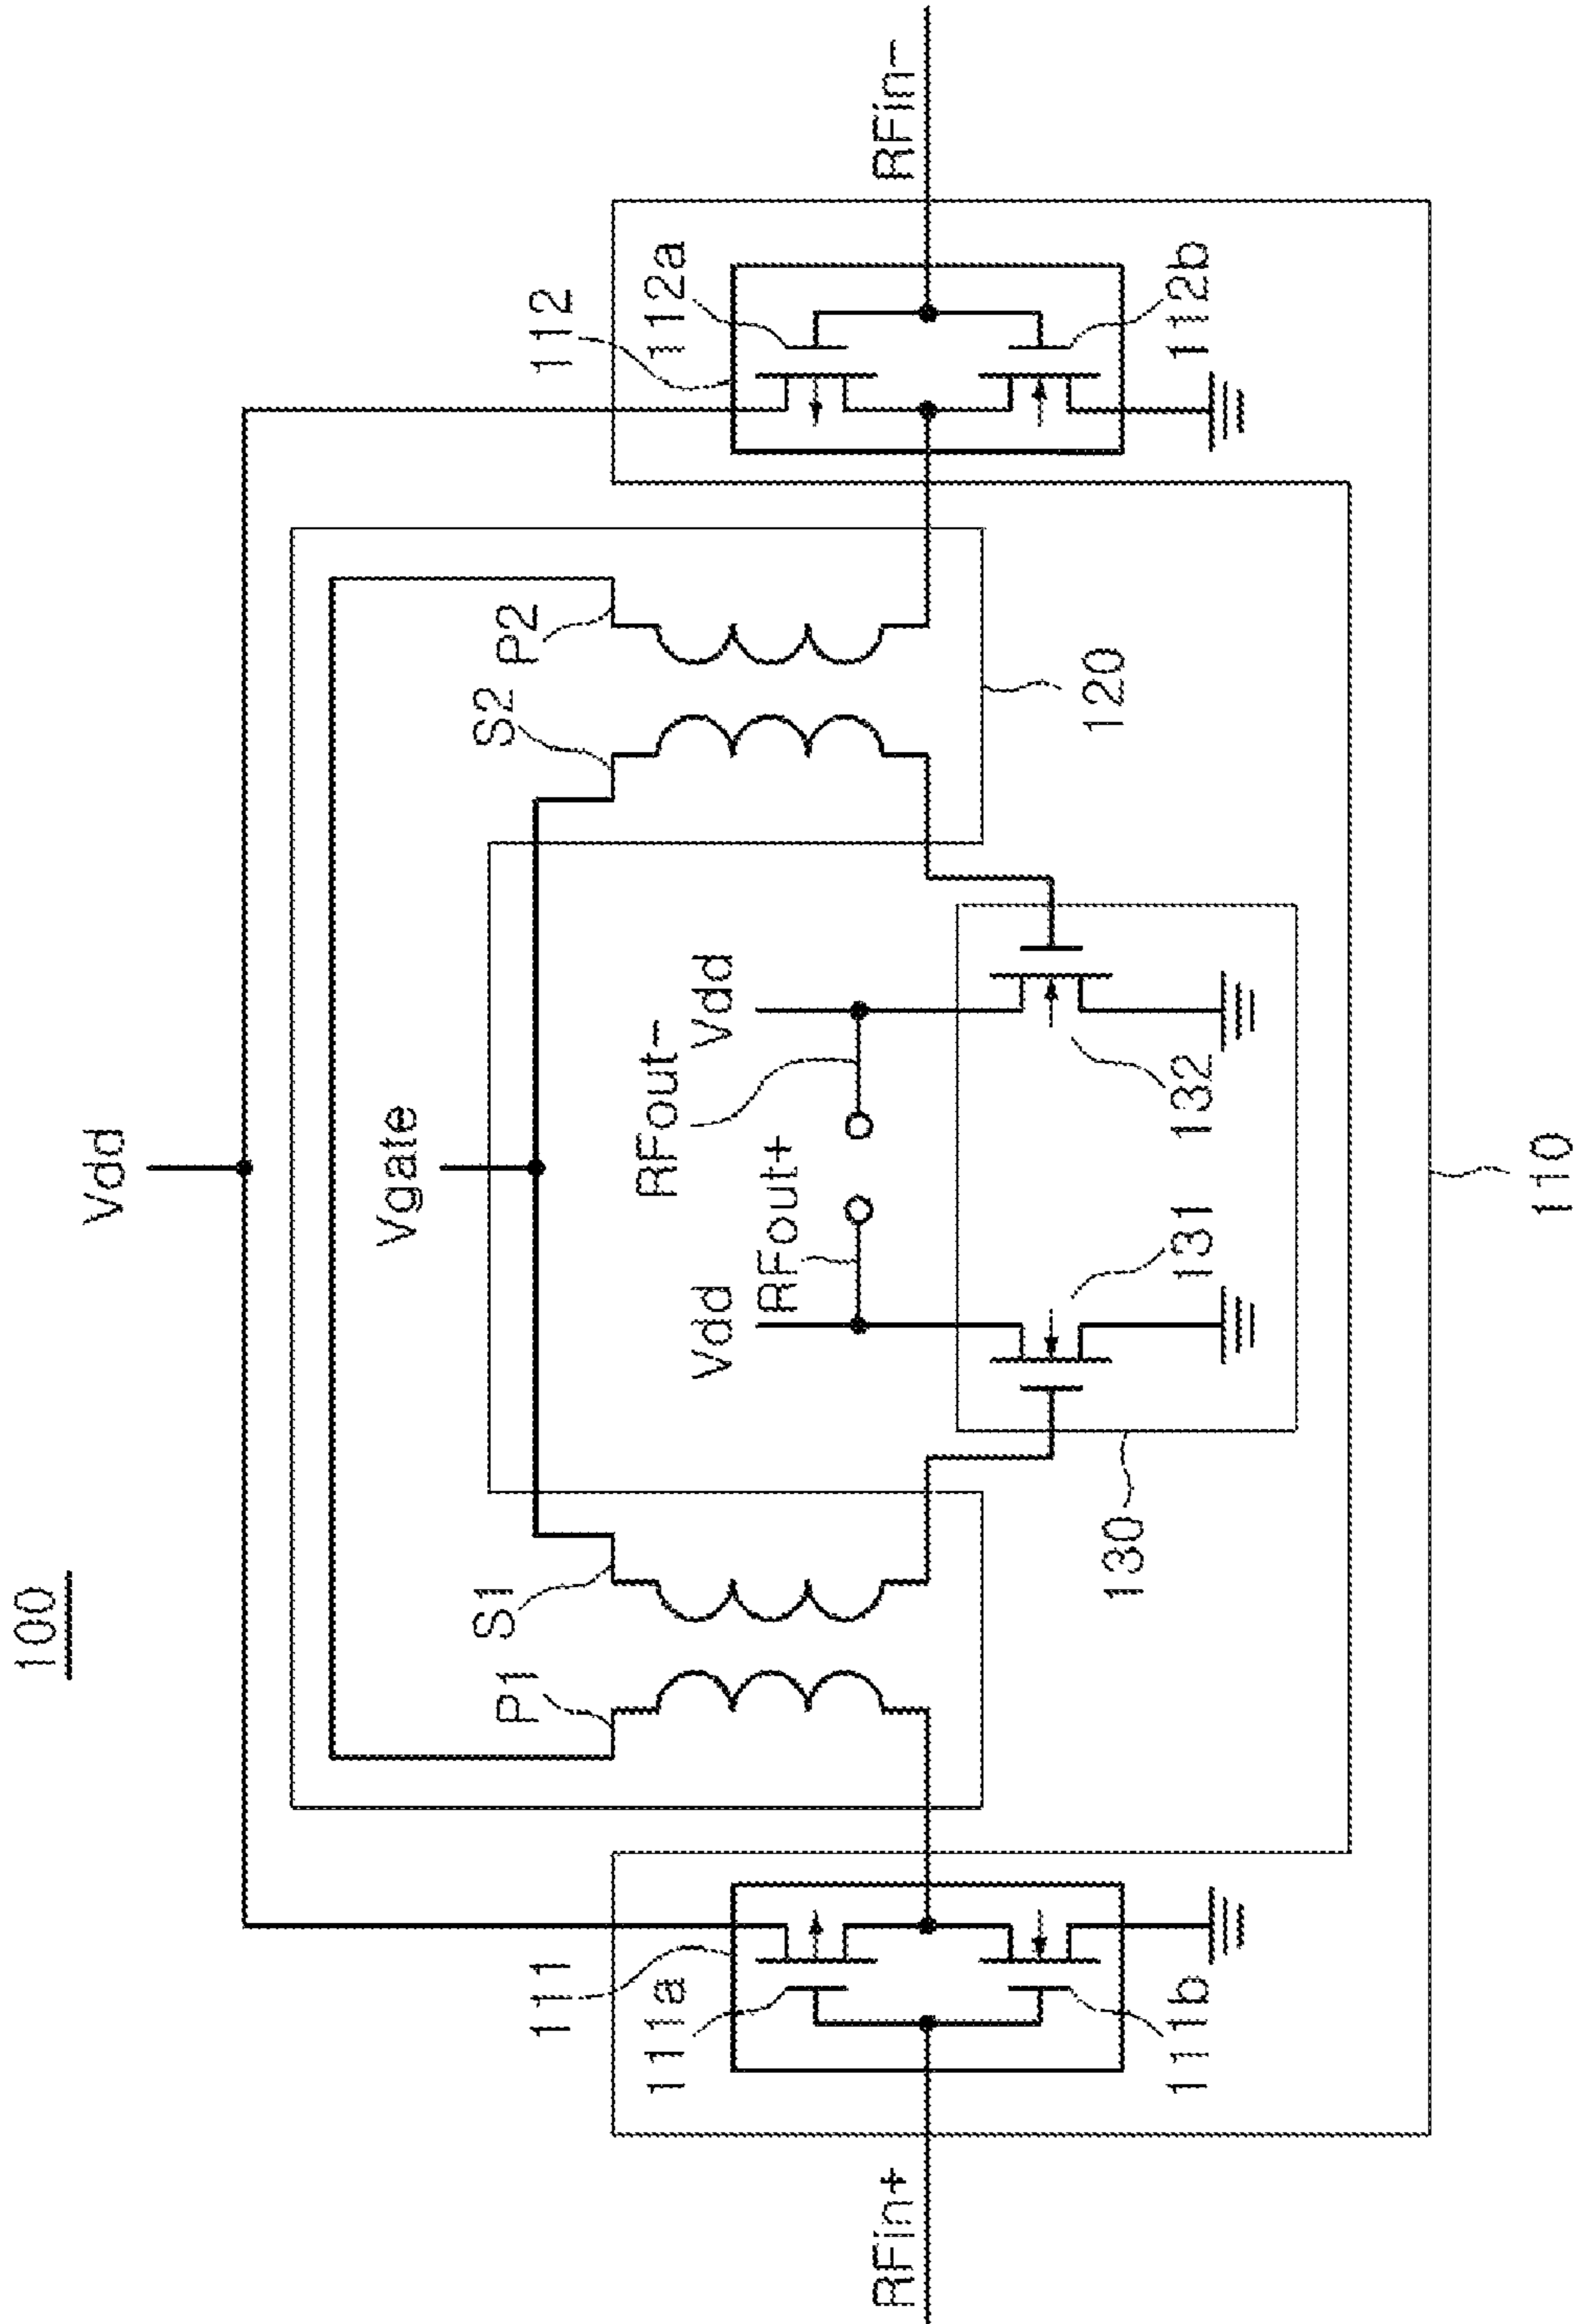 100
Vdd
Vgate
111
111a
111b
P1
S1
S2
P2
112
112a
112b
Vdd
RFout+
RFout-
Vdd
RFin+
RFin-
131
132
130
120
110